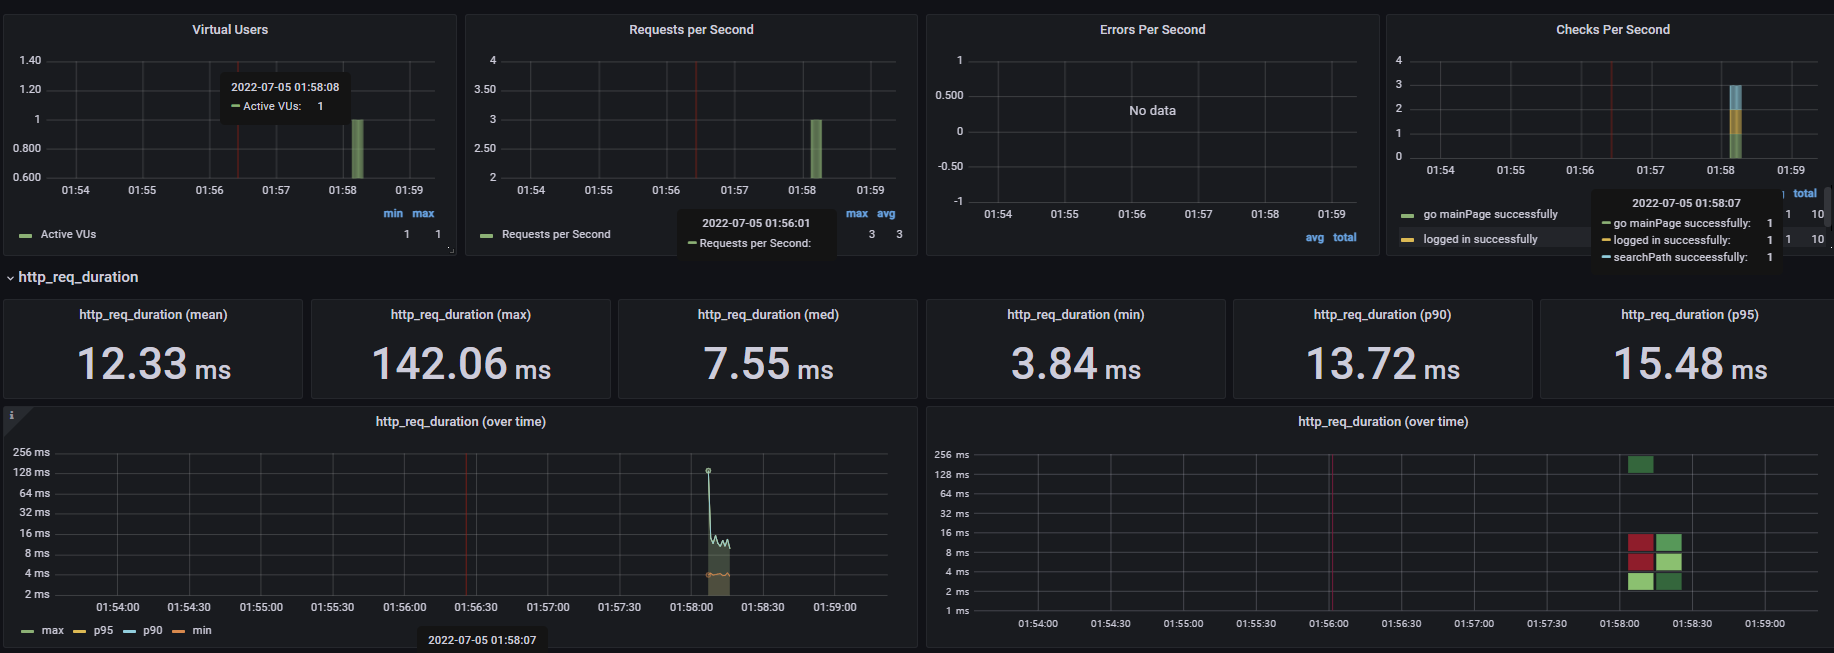 Virtual Users
1.40
1.20
1
0.800
0.600
01:54 01:55 01:56 01:57 01:58 01:59
2022-07-05 01:58:08
Active VUs: 1
min max
Active VUs 1 1
Requests per Second
4
3.50
3
2.50
2
01:54 01:55 01:56 01:57 01:58 01:59
max avg
Requests per Second 3 3
2022-07-05 01:56:01
Requests per Second:
Errors Per Second
1
0.500
0
-0.50
-1
No data
01:54 01:55 01:56 01:57 01:58 01:59
avg total
Checks Per Second
4
3
2
1
0
01:54 01:55 01:56 01:57 01:58 01:59
total
go mainPage successfully 1 10
logged in successfully 1 10
2022-07-05 01:58:07
go mainPage successfully: 1
logged in successfully: 1
searchPath succeessfully: 1
http_req_duration
http_req_duration (mean)
12.33 ms
http_req_duration (max)
142.06 ms
http_req_duration (med)
7.55 ms
http_req_duration (min)
3.84 ms
http_req_duration (p90)
13.72 ms
http_req_duration (p95)
15.48 ms
i
http_req_duration (over time)
256 ms
128 ms
64 ms
32 ms
16 ms
8 ms
4 ms
2 ms
01:54:00 01:54:30 01:55:00 01:55:30 01:56:00 01:56:30 01:57:00 01:57:30 01:58:00 01:58:30 01:59:00
max p95 p90 min
2022-07-05 01:58:07
http_req_duration (over time)
256 ms
128 ms
64 ms
32 ms
16 ms
8 ms
4 ms
2 ms
1 ms
01:54:00 01:54:30 01:55:00 01:55:30 01:56:00 01:56:30 01:57:00 01:57:30 01:58:00 01:58:30 01:59:00